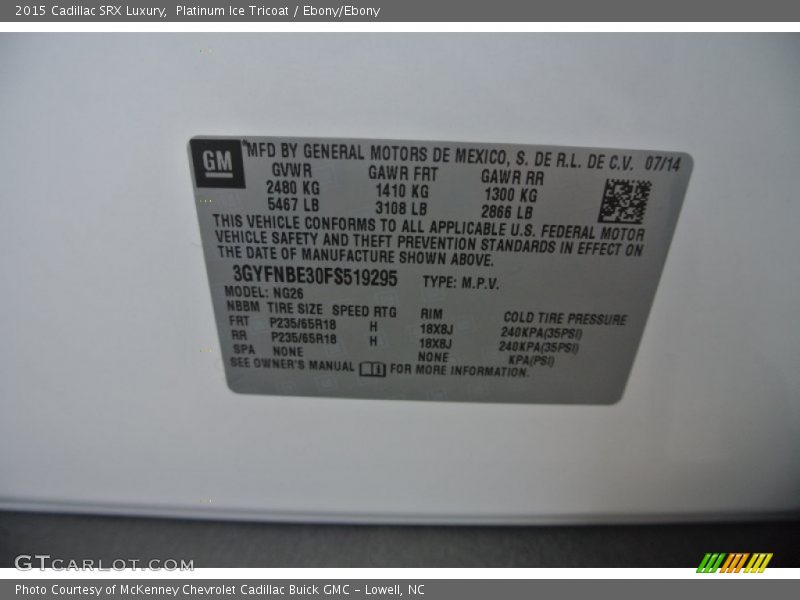 2015 Cadillac SRX Luxury, Platinum Ice Tricoat / Ebony/Ebony
GM
MFD BY GENERAL MOTORS DE MEXICO, S. DE R.L. DE C.V. 07/14
GVWR GAWR FRT GAWR RR
2480 KG 1410 KG 1300 KG
5467 LB 3108 LB 2866 LB
THIS VEHICLE CONFORMS TO ALL APPLICABLE U.S. FEDERAL MOTOR
VEHICLE SAFETY AND THEFT PREVENTION STANDARDS IN EFFECT ON
THE DATE OF MANUFACTURE SHOWN ABOVE.
3GYFNBE30FS519295 TYPE: M.P.V.
MODEL: NG26
NBBM TIRE SIZE SPEED RTG RIM COLD TIRE PRESSURE
FRT P235/65R18 H 18X8J 240KPA(35PSI)
RR P235/65R18 H 18X8J 240KPA(35PSI)
SPA NONE NONE KPA(PSI)
SEE OWNER'S MANUAL FOR MORE INFORMATION.
GTCARLOT.COM
Photo Courtesy of McKenney Chevrolet Cadillac Buick GMC - Lowell, NC